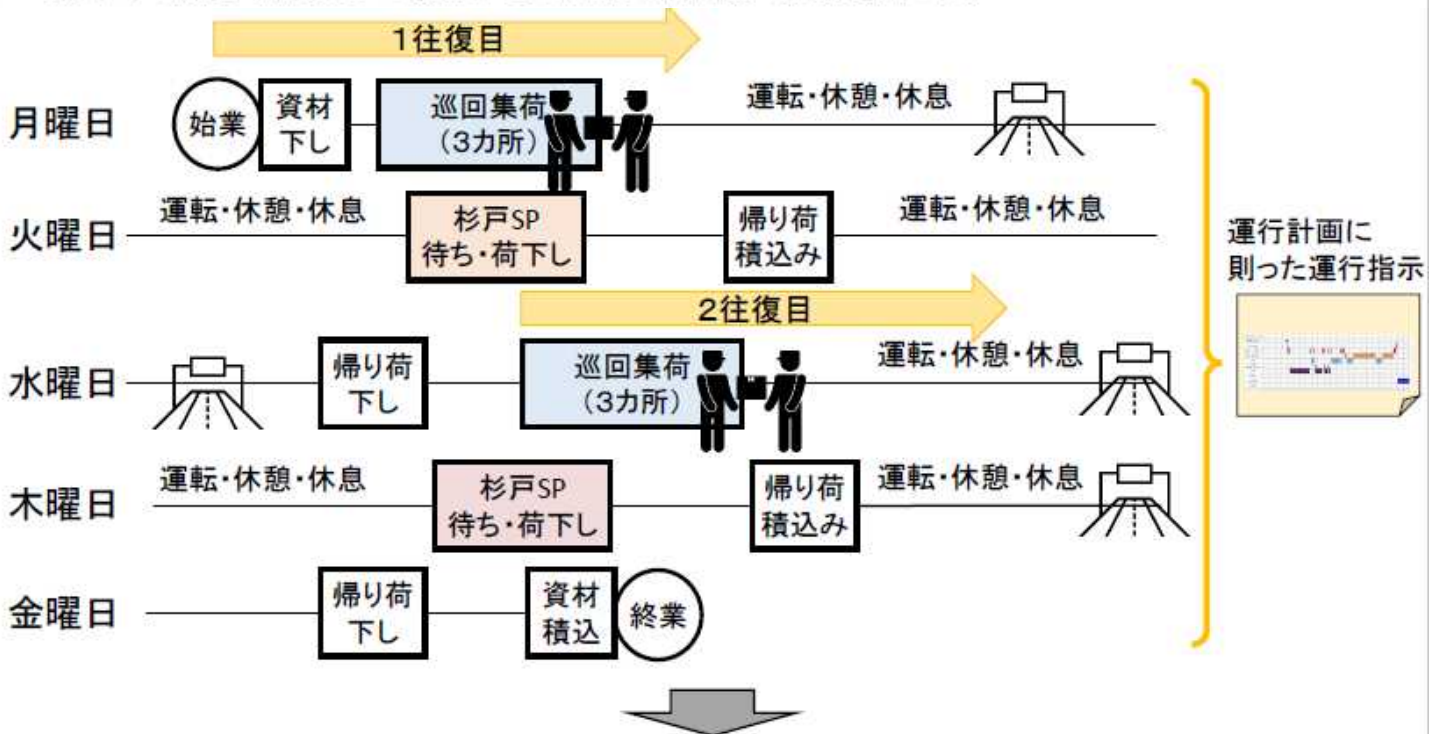 1往復目
月曜日
始業
資材
下し
巡回集荷
（3カ所）
運転・休憩・休息
火曜日
運転・休憩・休息
杉戸SP
待ち・荷下し
帰り荷
積込み
運転・休憩・休息
運行計画に
則った運行指示
2往復目
水曜日
帰り荷
下し
巡回集荷
（3カ所）
運転・休憩・休息
木曜日
運転・休憩・休息
杉戸SP
待ち・荷下し
帰り荷
積込み
運転・休憩・休息
金曜日
帰り荷
下し
資材
積込
終業